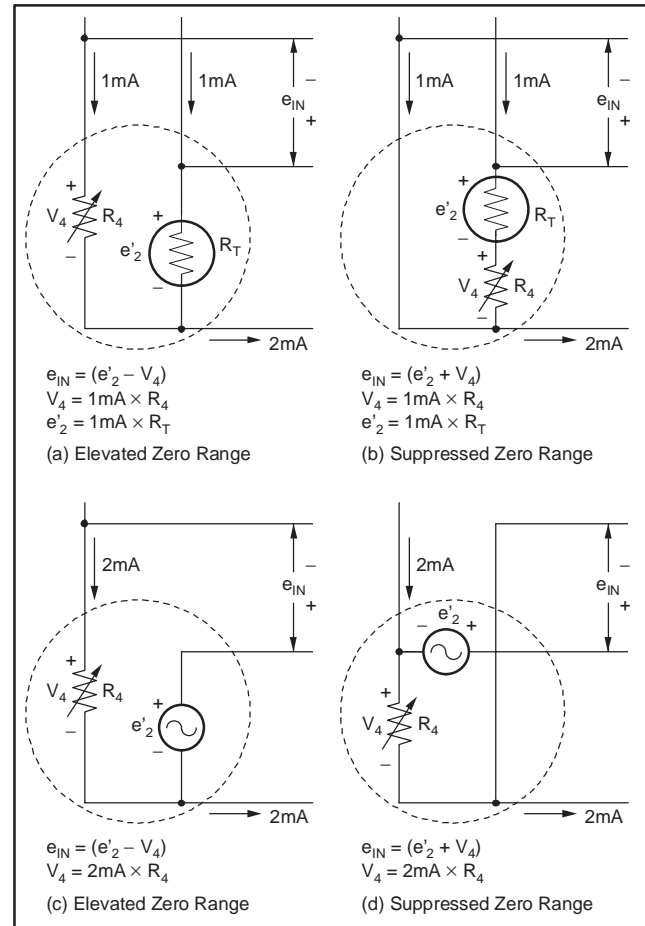 1mA 1mA
−
e_IN
+
+
V_4 R_4
−
+
e'_2 R_T
−
2mA
e_IN = (e'_2 − V_4)
V_4 = 1mA × R_4
e'_2 = 1mA × R_T
(a) Elevated Zero Range
1mA 1mA
−
e_IN
+
+
e'_2 R_T
−
+
V_4 R_4
−
2mA
e_IN = (e'_2 + V_4)
V_4 = 1mA × R_4
e'_2 = 1mA × R_T
(b) Suppressed Zero Range
2mA
−
e_IN
+
+
V_4 R_4
−
+
e'_2
−
2mA
e_IN = (e'_2 − V_4)
V_4 = 2mA × R_4
(c) Elevated Zero Range
2mA
−
e_IN
+
e'_2
− +
+
V_4 R_4
−
2mA
e_IN = (e'_2 + V_4)
V_4 = 2mA × R_4
(d) Suppressed Zero Range